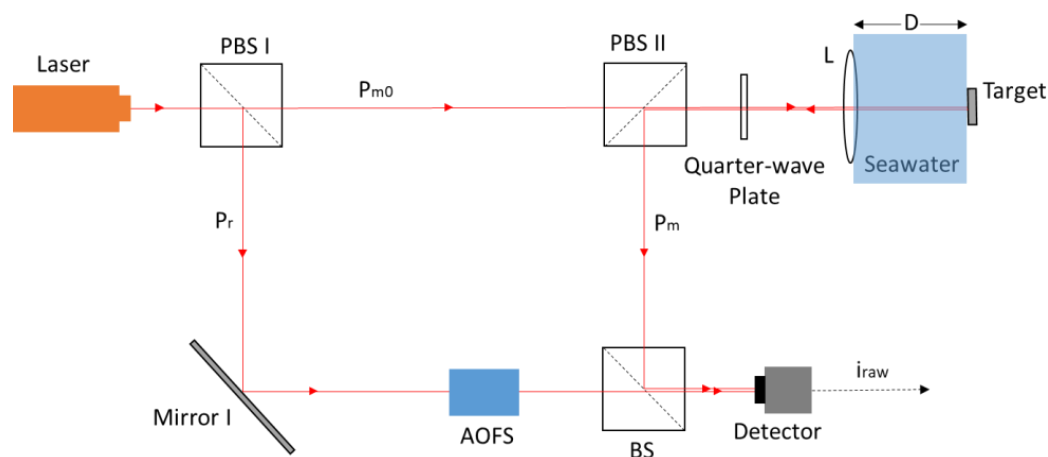 PBS I
PBS II
D
Laser
L
Pm0
Target
Quarter-wave
Plate
Seawater
Pr
Pm
iraw
Mirror I
AOFS
BS
Detector